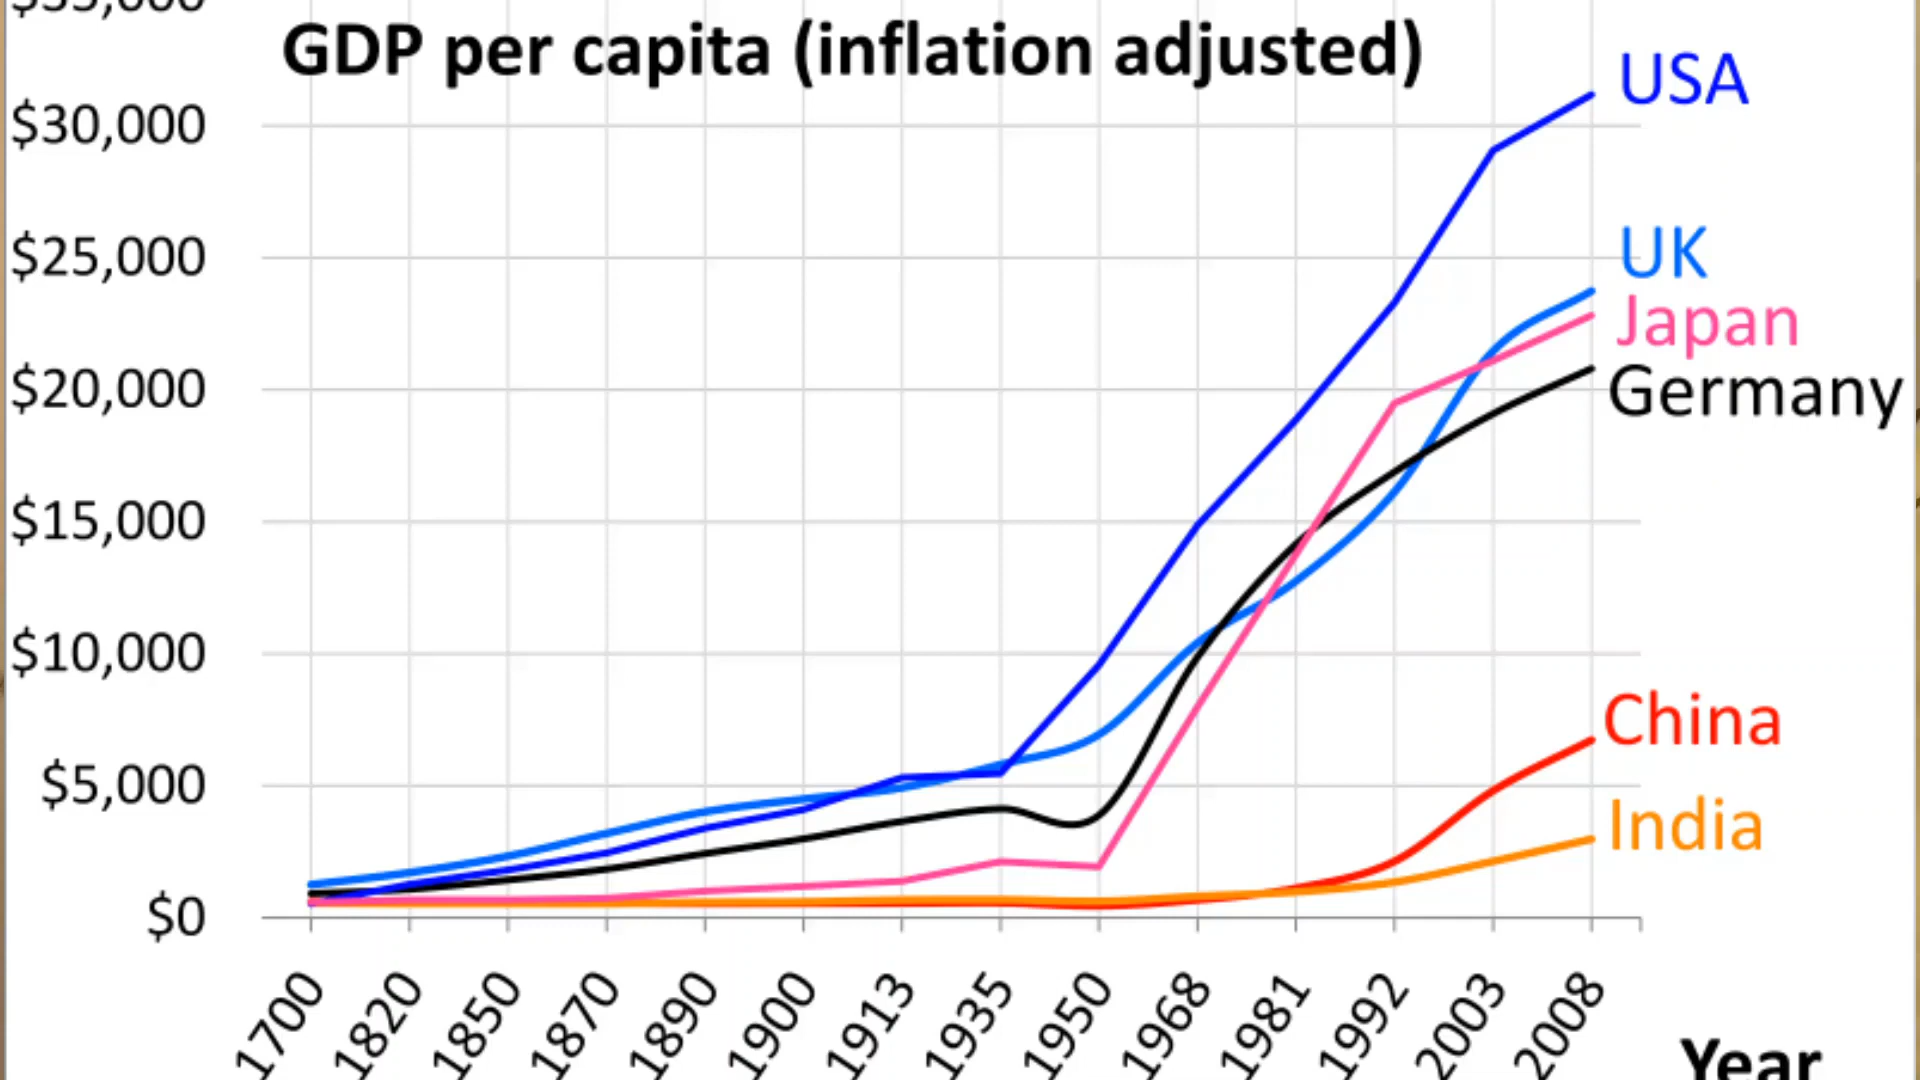 $35,000
GDP per capita (inflation adjusted)
USA
$30,000
UK
$25,000
Japan
$20,000
Germany
$15,000
$10,000
China
$5,000
India
$0
1700
1820
1850
1870
1890
1900
1913
1935
1950
1968
1981
1992
2003
2008
Year